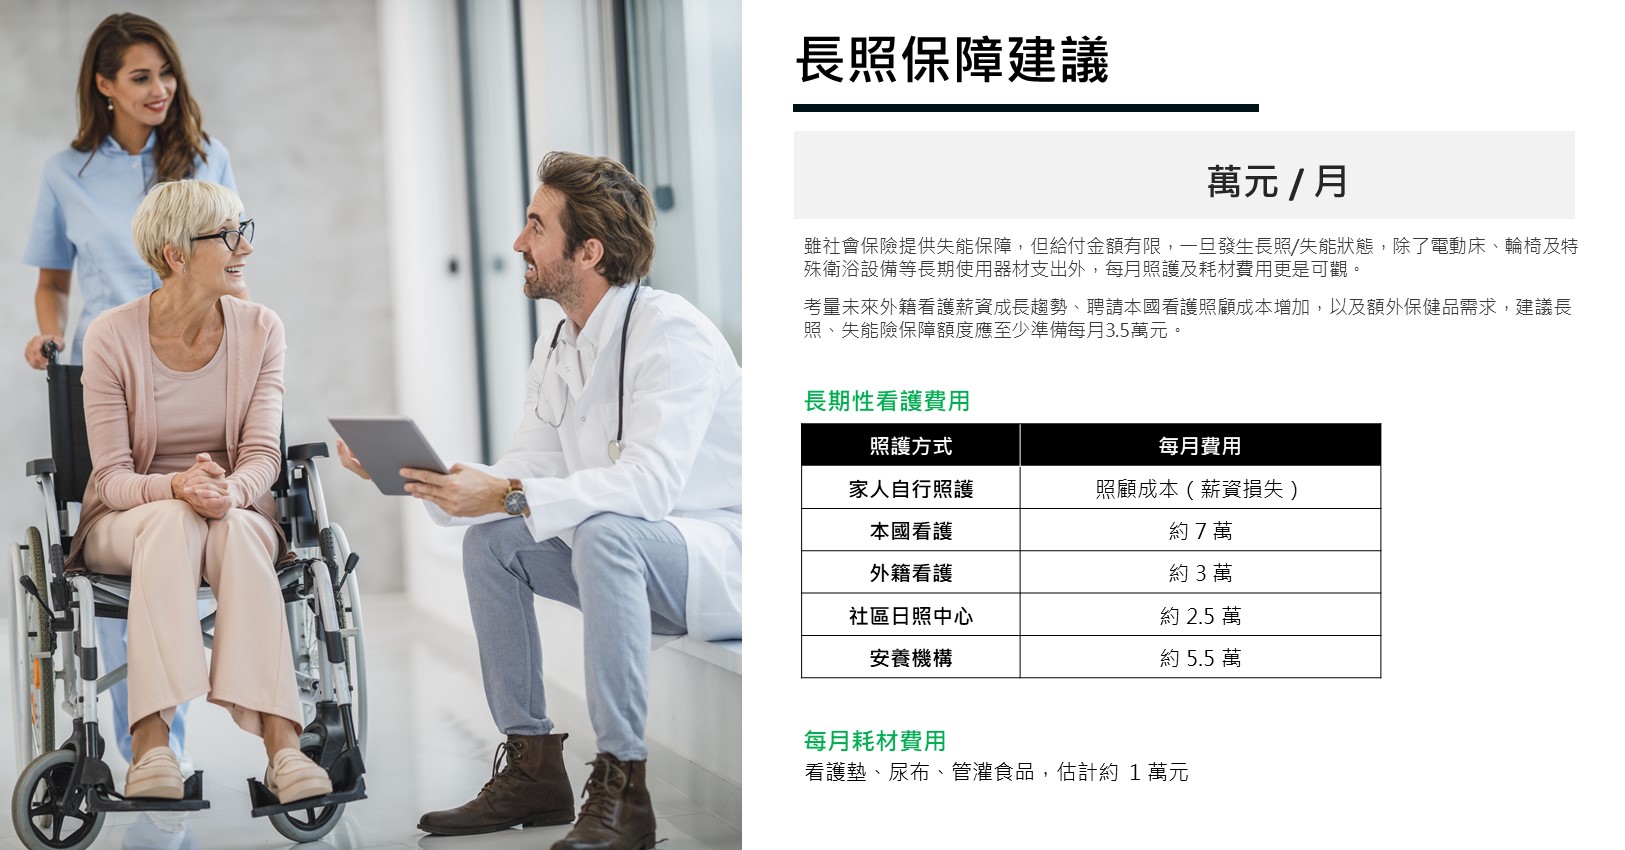 長照保障建議
萬元 / 月
雖社會保險提供失能保障，但給付金額有限，一旦發生長照/失能狀態，除了電動床、輪椅及特
殊衛浴設備等長期使用器材支出外，每月照護及耗材費用更是可觀。
考量未來外籍看護薪資成長趨勢、聘請本國看護照顧成本增加，以及額外保健品需求，建議長
照、失能險保障額度應至少準備每月3.5萬元。
長期性看護費用
照護方式 每月費用
家人自行照護 照顧成本（薪資損失）
本國看護 約 7 萬
外籍看護 約 3 萬
社區日照中心 約 2.5 萬
安養機構 約 5.5 萬
每月耗材費用
看護墊、尿布、管灌食品，估計約 1 萬元